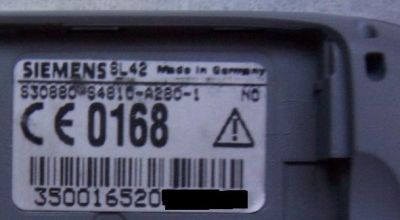 SIEMENS SL42 Made in Germany
S30880-S4810-A280-1 NO
CE 0168
350016520